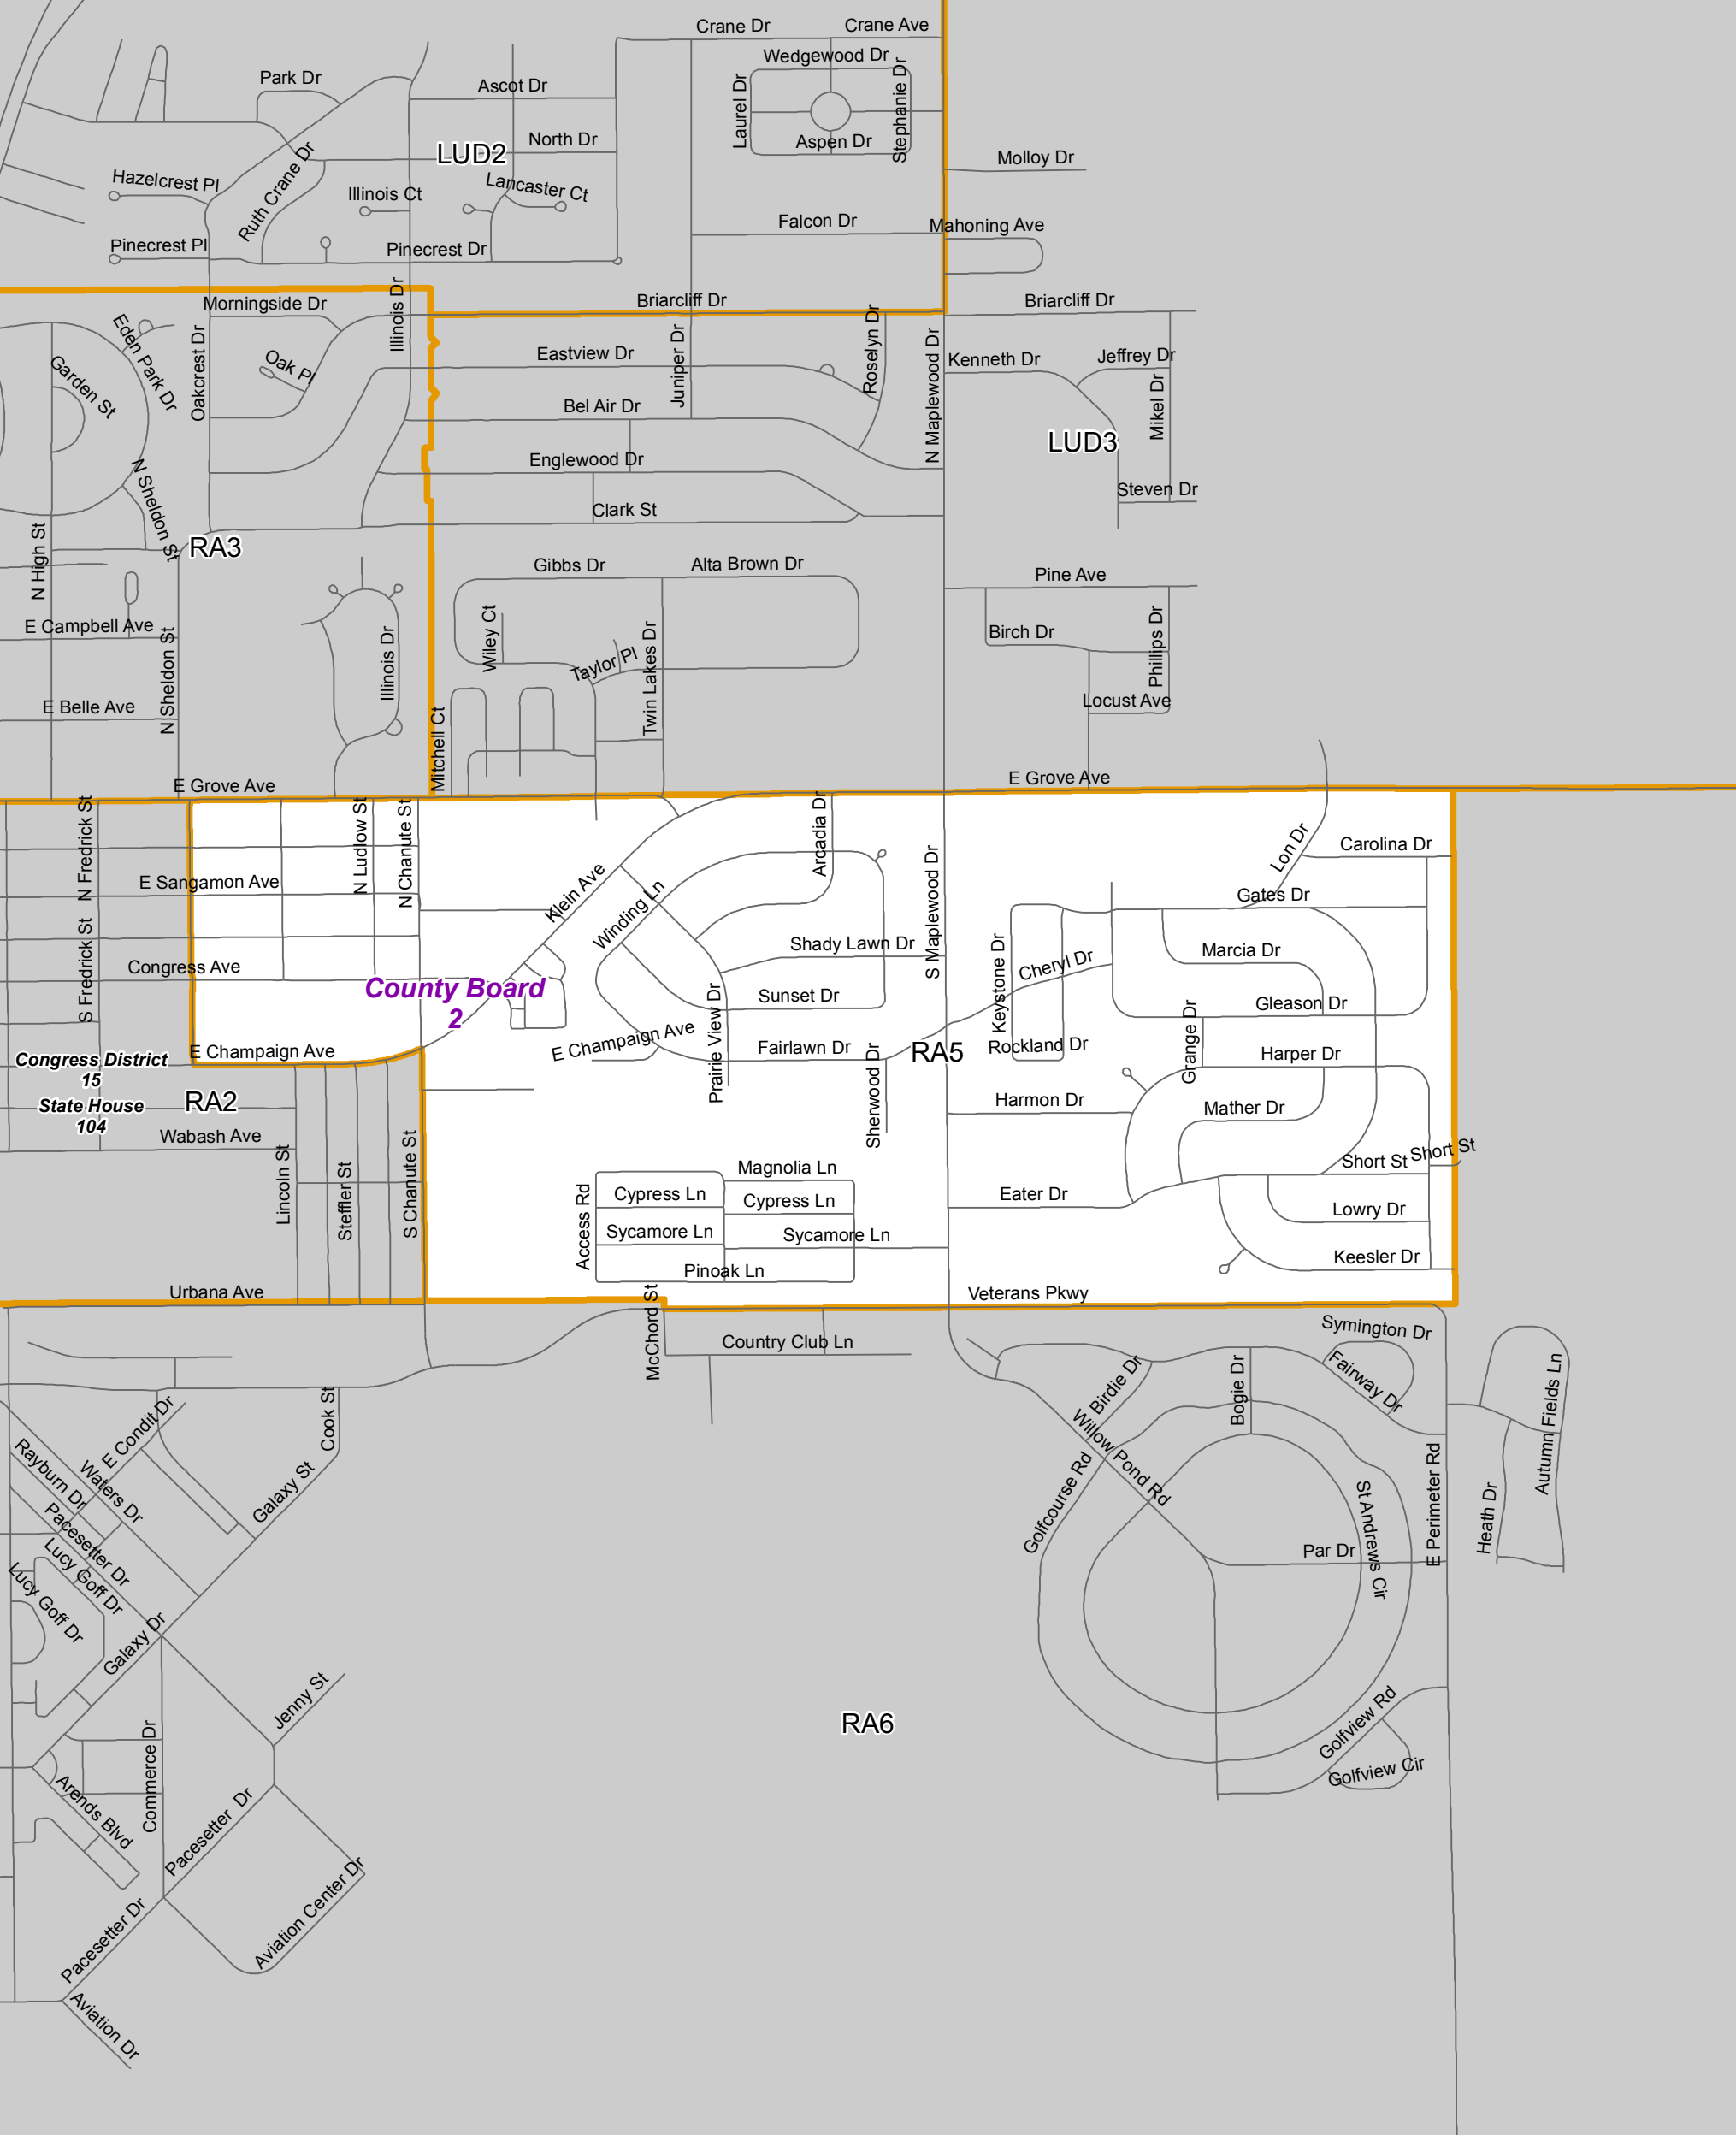 Crane Dr
Crane Ave
Wedgewood Dr
Park Dr
Ascot Dr
Laurel Dr
Stephanie Dr
North Dr
Aspen Dr
LUD2
Molloy Dr
Hazelcrest Pl
Ruth Crane Dr
Illinois Ct
Lancaster Ct
Falcon Dr
Mahoning Ave
Pinecrest Pl
Pinecrest Dr
Morningside Dr
Illinois Dr
Briarcliff Dr
Briarcliff Dr
Eden Park Dr
Garden St
Oakcrest Dr
Oak Pl
Eastview Dr
Juniper Dr
Roselyn Dr
N Maplewood Dr
Kenneth Dr
Jeffrey Dr
Mikel Dr
Bel Air Dr
LUD3
Englewood Dr
N Sheldon St
Steven Dr
Clark St
RA3
N High St
Gibbs Dr
Alta Brown Dr
Pine Ave
E Campbell Ave
Wiley Ct
Birch Dr
Phillips Dr
Illinois Dr
Taylor Pl
Twin Lakes Dr
N Sheldon St
E Belle Ave
Locust Ave
Mitchell Ct
E Grove Ave
E Grove Ave
N Fredrick St
N Ludlow St
N Chanute St
Arcadia Dr
Lon Dr
Carolina Dr
E Sangamon Ave
Klein Ave
Winding Ln
S Maplewood Dr
Gates Dr
S Fredrick St
Congress Ave
Shady Lawn Dr
Keystone Dr
Cheryl Dr
Marcia Dr
County Board
2
Prairie View Dr
Sunset Dr
Gleason Dr
Grange Dr
E Champaign Ave
E Champaign Ave
Fairlawn Dr
RA5
Rockland Dr
Harper Dr
Congress District
15
State House
104
RA2
Sherwood Dr
Harmon Dr
Mather Dr
Wabash Ave
Lincoln St
Steffler St
S Chanute St
Magnolia Ln
Short St
Short St
Access Rd
Cypress Ln
Cypress Ln
Eater Dr
Lowry Dr
Sycamore Ln
Sycamore Ln
Keesler Dr
Pinoak Ln
Urbana Ave
Veterans Pkwy
McChord St
Country Club Ln
Symington Dr
Birdie Dr
Bogie Dr
Fairway Dr
Autumn Fields Ln
Cook St
E Condit Dr
Willow Pond Rd
Rayburn Dr
Waters Dr
Galaxy St
Golfcourse Rd
St Andrews Cir
E Perimeter Rd
Heath Dr
Pacesetter Dr
Lucy Goff Dr
Lucy Goff Dr
Par Dr
Galaxy Dr
Jenny St
RA6
Golfview Rd
Golfview Cir
Commerce Dr
Arends Blvd
Pacesetter Dr
Aviation Center Dr
Pacesetter Dr
Aviation Dr